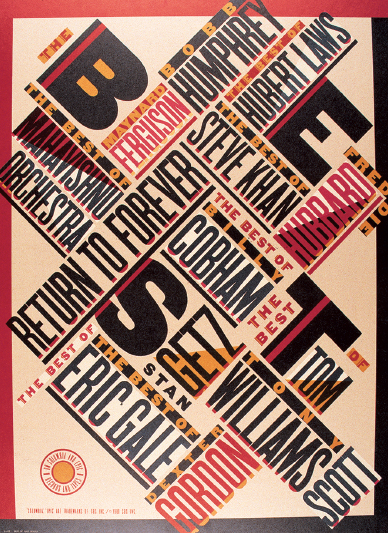 THE
B
E
S
T
BOBB
HUMPHREY
THE BEST OF
HUBERT LAWS
MAYNARD
FERGUSON
THE BEST OF
MAHAVISHNU
ORCHESTRA
THE BEST OF
STEVE KHAN
HUBBARD
RETURN TO FOREVER
THE BEST OF
BILLY
COBHAM
THE BEST OF
ERIC GALE
STAN
GETZ
THE BEST OF
DEXTER
GORDON
THE
BEST
OF
TOM
SCOTT
TONY
WILLIAMS